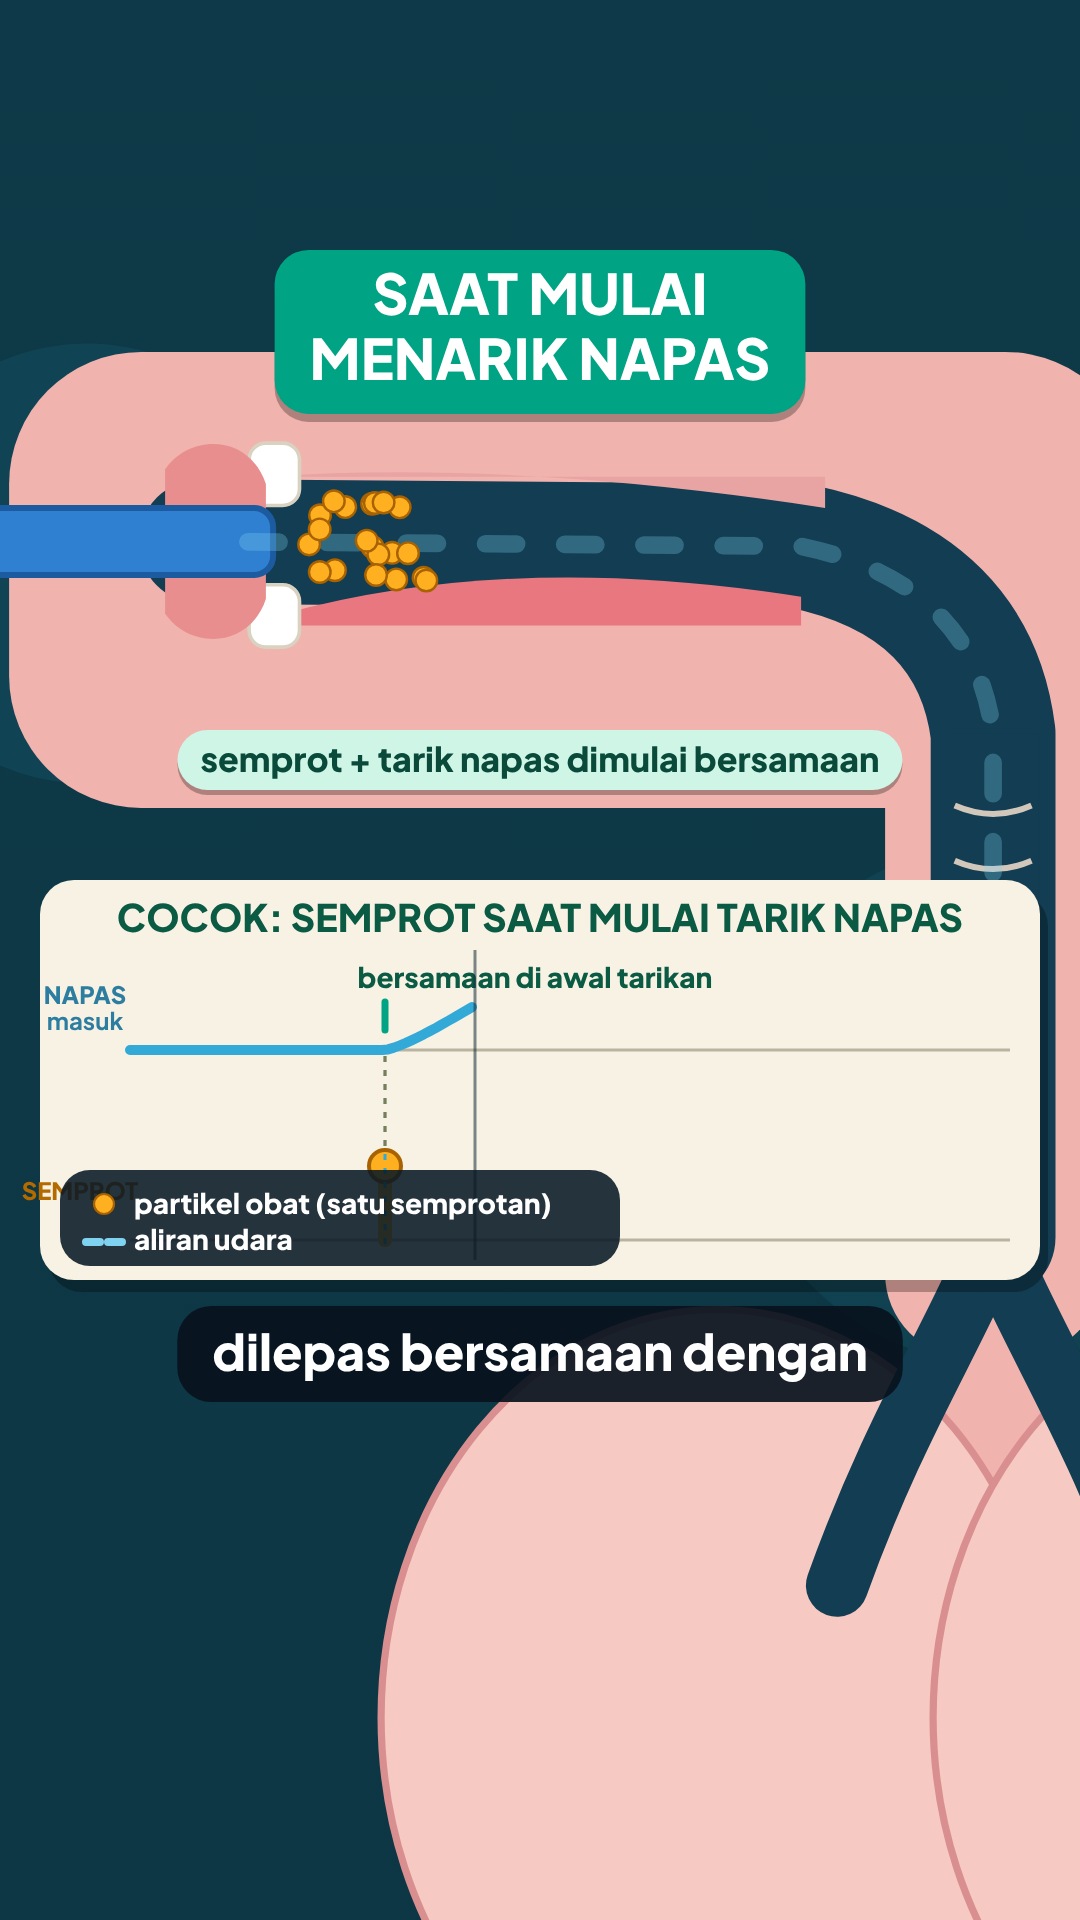 SAAT MULAI
MENARIK NAPAS
semprot + tarik napas dimulai bersamaan
COCOK: SEMPROT SAAT MULAI TARIK NAPAS
bersamaan di awal tarikan
NAPAS
masuk
SEMPROT
partikel obat (satu semprotan)
aliran udara
dilepas bersamaan dengan